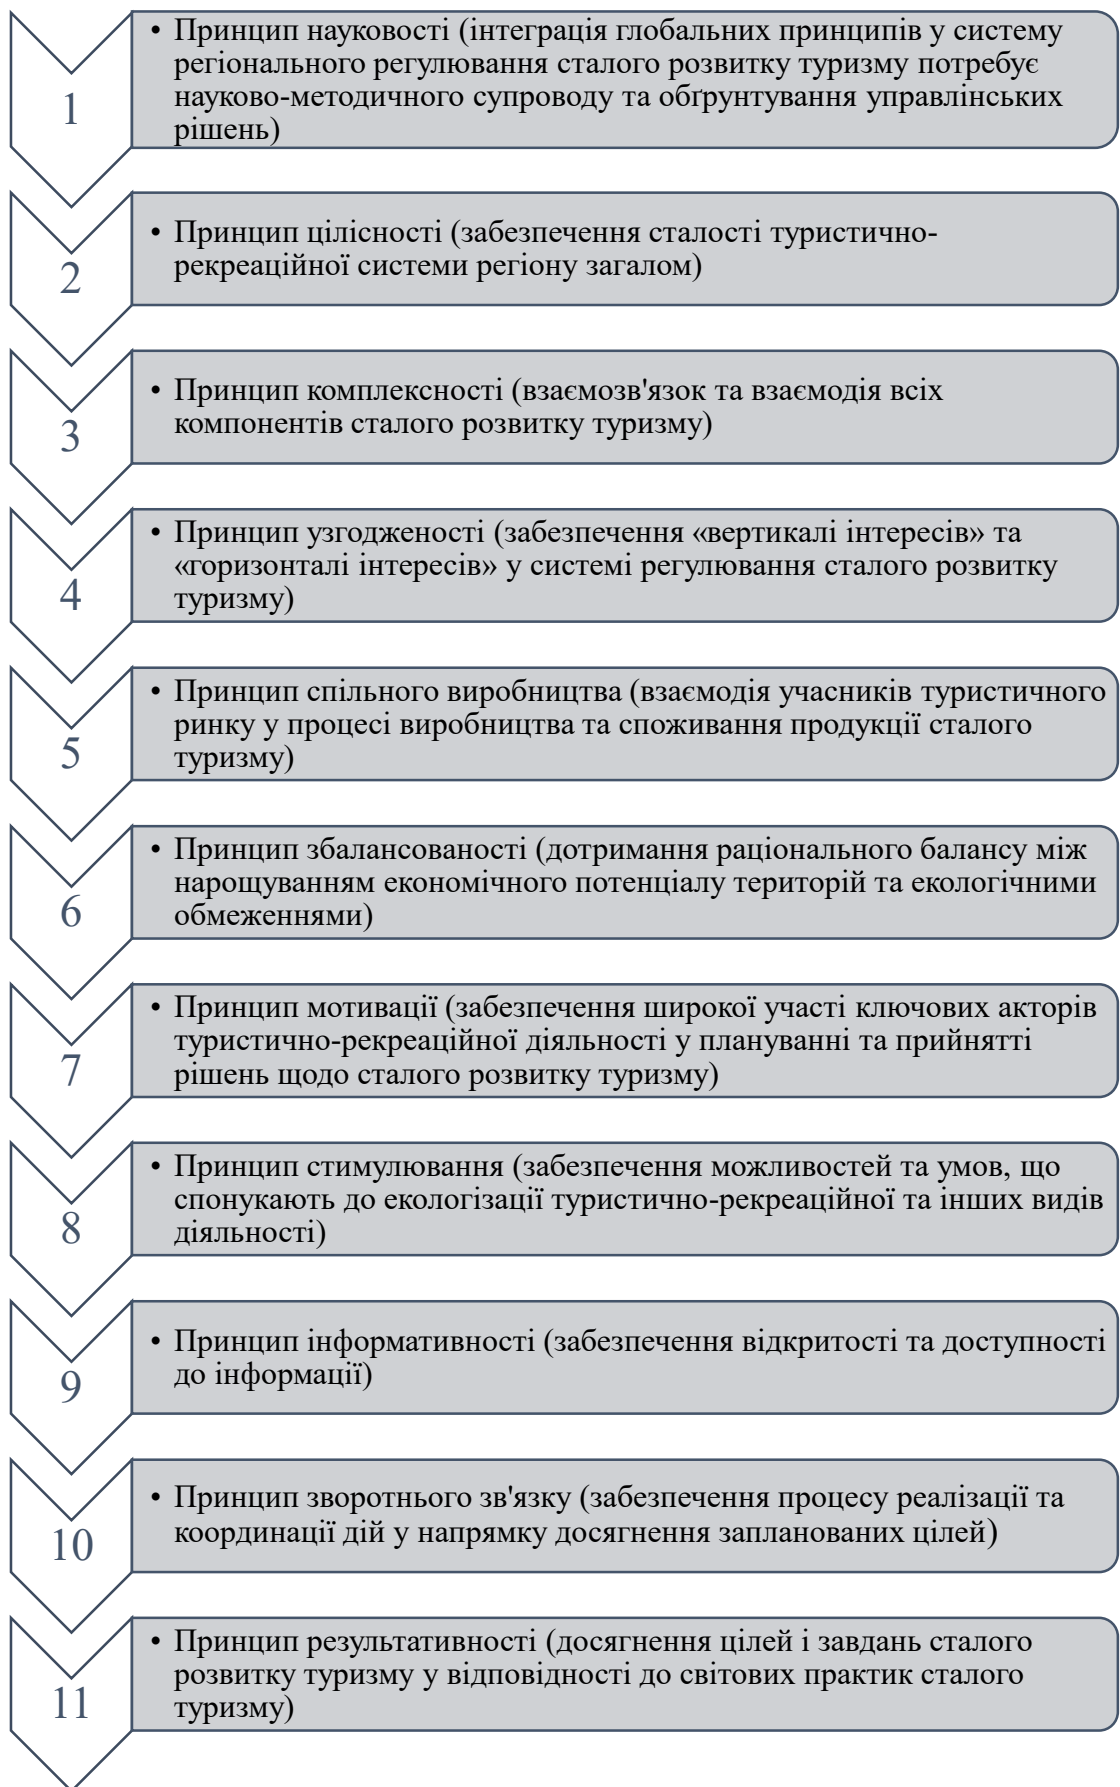 1
• Принцип науковості (інтеграція глобальних принципів у систему
регіонального регулювання сталого розвитку туризму потребує
науково-методичного супроводу та обґрунтування управлінських
рішень)
2
• Принцип цілісності (забезпечення сталості туристично-
рекреаційної системи регіону загалом)
3
• Принцип комплексності (взаємозв'язок та взаємодія всіх
компонентів сталого розвитку туризму)
4
• Принцип узгодженості (забезпечення «вертикалі інтересів» та
«горизонталі інтересів» у системі регулювання сталого розвитку
туризму)
5
• Принцип спільного виробництва (взаємодія учасників туристичного
ринку у процесі виробництва та споживання продукції сталого
туризму)
6
• Принцип збалансованості (дотримання раціонального балансу між
нарощуванням економічного потенціалу територій та екологічними
обмеженнями)
7
• Принцип мотивації (забезпечення широкої участі ключових акторів
туристично-рекреаційної діяльності у плануванні та прийнятті
рішень щодо сталого розвитку туризму)
8
• Принцип стимулювання (забезпечення можливостей та умов, що
спонукають до екологізації туристично-рекреаційної та інших видів
діяльності)
9
• Принцип інформативності (забезпечення відкритості та доступності
до інформації)
10
• Принцип зворотнього зв'язку (забезпечення процесу реалізації та
координації дій у напрямку досягнення запланованих цілей)
11
• Принцип результативності (досягнення цілей і завдань сталого
розвитку туризму у відповідності до світових практик сталого
туризму)